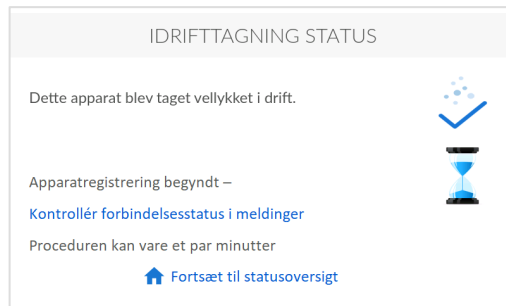 IDRIFTTAGNING STATUS
Dette apparat blev taget vellykket i drift.
Apparatregistrering begyndt –
Kontrollér forbindelsesstatus i meldinger
Proceduren kan vare et par minutter
Fortsæt til statusoversigt